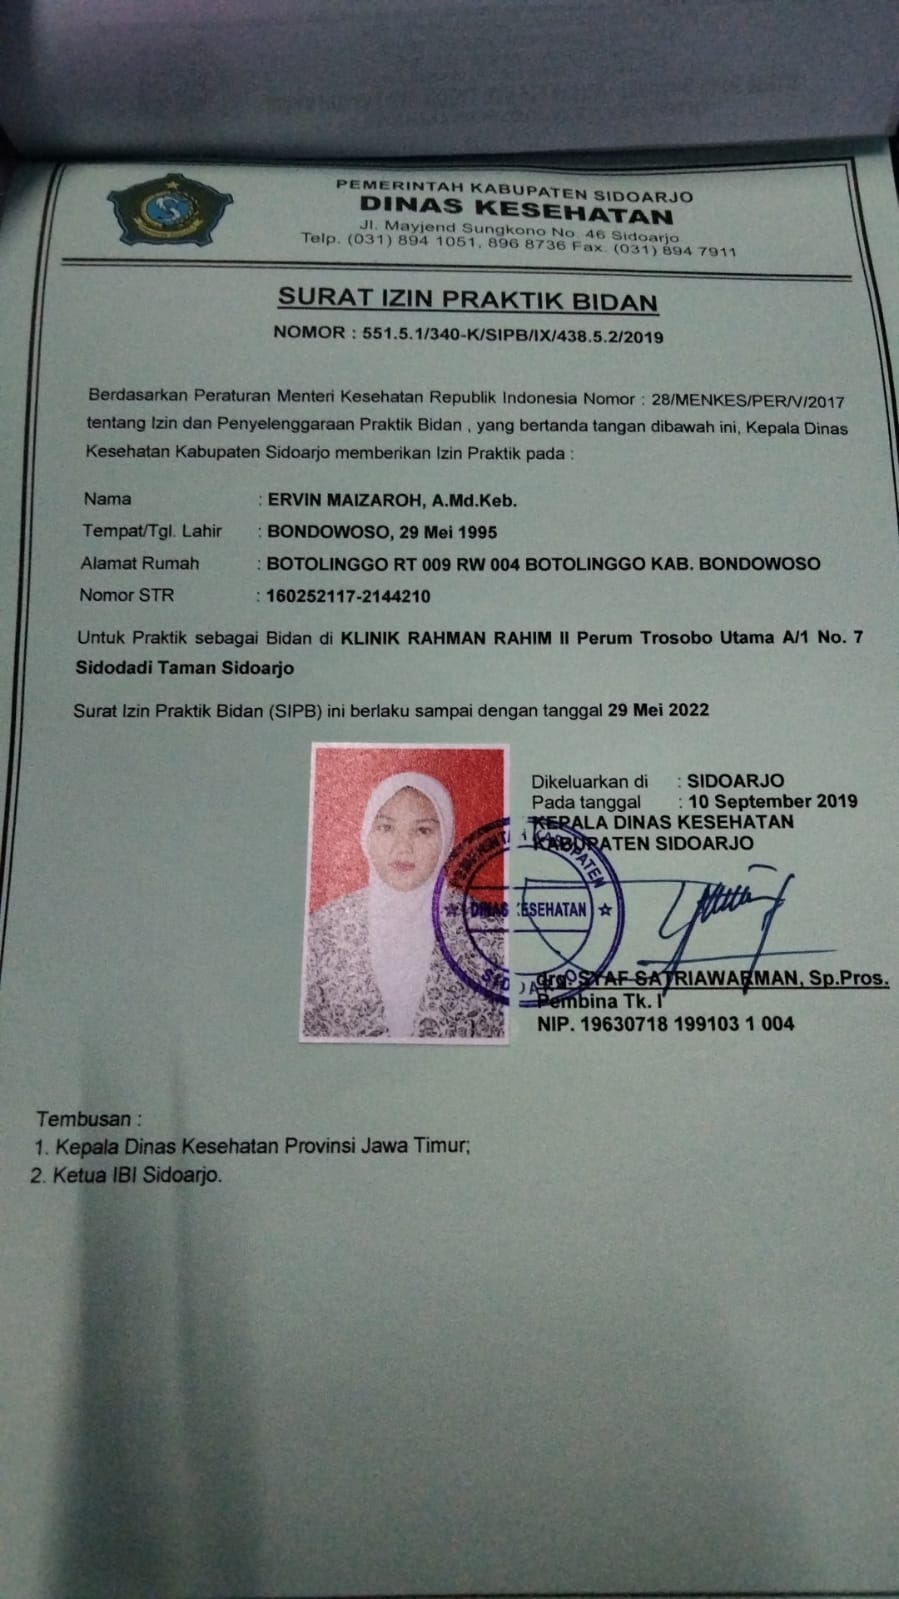 PEMERINTAH KABUPATEN SIDOARJO
DINAS KESEHATAN
Jl. Mayjend Sungkono No. 46 Sidoarjo
Telp. (031) 894 1051, 896 8736 Fax. (031) 894 7911
SURAT IZIN PRAKTIK BIDAN
NOMOR : 551.5.1/340-K/SIPB/IX/438.5.2/2019
Berdasarkan Peraturan Menteri Kesehatan Republik Indonesia Nomor : 28/MENKES/PER/V/2017
tentang Izin dan Penyelenggaraan Praktik Bidan , yang bertanda tangan dibawah ini, Kepala Dinas
Kesehatan Kabupaten Sidoarjo memberikan Izin Praktik pada :
Nama : ERVIN MAIZAROH, A.Md.Keb.
Tempat/Tgl. Lahir : BONDOWOSO, 29 Mei 1995
Alamat Rumah : BOTOLINGGO RT 009 RW 004 BOTOLINGGO KAB. BONDOWOSO
Nomor STR : 160252117-2144210
Untuk Praktik sebagai Bidan di KLINIK RAHMAN RAHIM II Perum Trosobo Utama A/1 No. 7
Sidodadi Taman Sidoarjo
Surat Izin Praktik Bidan (SIPB) ini berlaku sampai dengan tanggal 29 Mei 2022
Dikeluarkan di : SIDOARJO
Pada tanggal : 10 September 2019
KEPALA DINAS KESEHATAN
KABUPATEN SIDOARJO
PEMERINTAH KABUPATEN
DINAS KESEHATAN
SIDOARJO
drg. SYAF SATRIAWARMAN, Sp.Pros.
Pembina Tk. I
NIP. 19630718 199103 1 004
Tembusan :
1. Kepala Dinas Kesehatan Provinsi Jawa Timur;
2. Ketua IBI Sidoarjo.